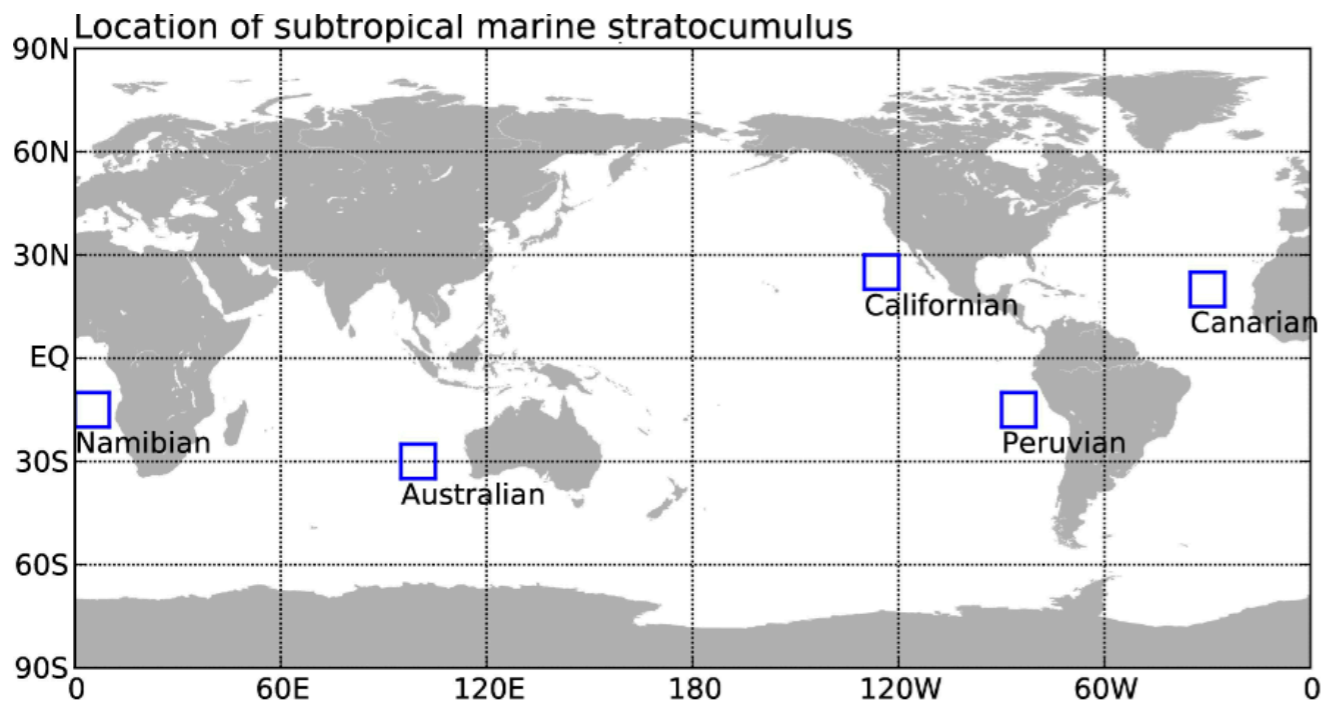 Location of subtropical marine stratocumulus
90N
60N
30N
Californian
Canarian
EQ
Namibian
Peruvian
30S
Australian
60S
90S
0 60E 120E 180 120W 60W 0